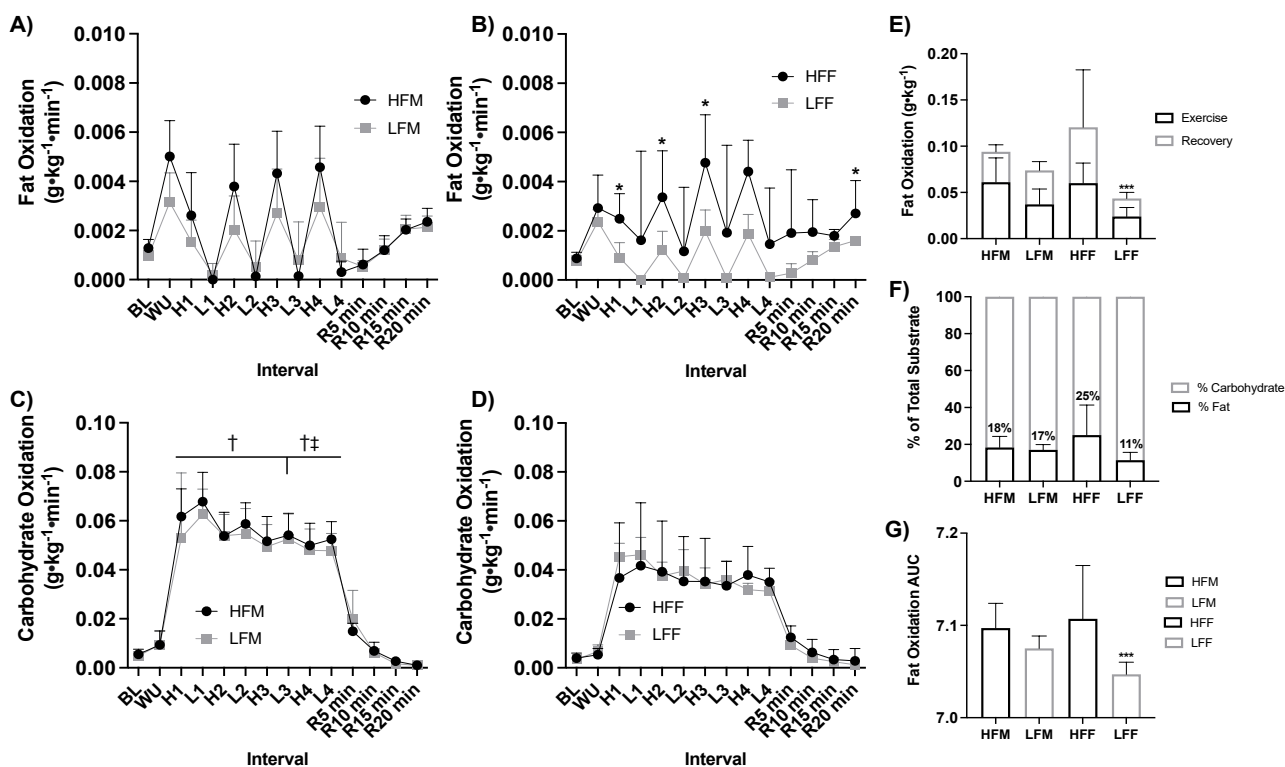 A)
Fat Oxidation
(g•kg⁻¹•min⁻¹)
0.010
0.008
0.006
0.004
0.002
0.000
HFM
LFM
BL
WU
H1
L1
H2
L2
H3
L3
H4
L4
R5 min
R10 min
R15 min
R20 min
Interval
B)
Fat Oxidation
(g•kg⁻¹•min⁻¹)
0.010
0.008
0.006
0.004
0.002
0.000
HFF
LFF
*
*
*
*
BL
WU
H1
L1
H2
L2
H3
L3
H4
L4
R5 min
R10 min
R15 min
R20 min
Interval
C)
Carbohydrate Oxidation
(g•kg⁻¹•min⁻¹)
0.10
0.08
0.06
0.04
0.02
0.00
†
†‡
HFM
LFM
BL
WU
H1
L1
H2
L2
H3
L3
H4
L4
R5 min
R10 min
R15 min
R20 min
Interval
D)
Carbohydrate Oxidation
(g•kg⁻¹•min⁻¹)
0.10
0.08
0.06
0.04
0.02
0.00
HFF
LFF
BL
WU
H1
L1
H2
L2
H3
L3
H4
L4
R5 min
R10 min
R15 min
R20 min
Interval
E)
Fat Oxidation (g•kg⁻¹)
0.20
0.15
0.10
0.05
0.00
***
HFM
LFM
HFF
LFF
Exercise
Recovery
F)
% of Total Substrate
100
80
60
40
20
0
18%
17%
25%
11%
HFM
LFM
HFF
LFF
% Carbohydrate
% Fat
G)
Fat Oxidation AUC
7.2
7.1
7.0
***
HFM
LFM
HFF
LFF
HFM
LFM
HFF
LFF